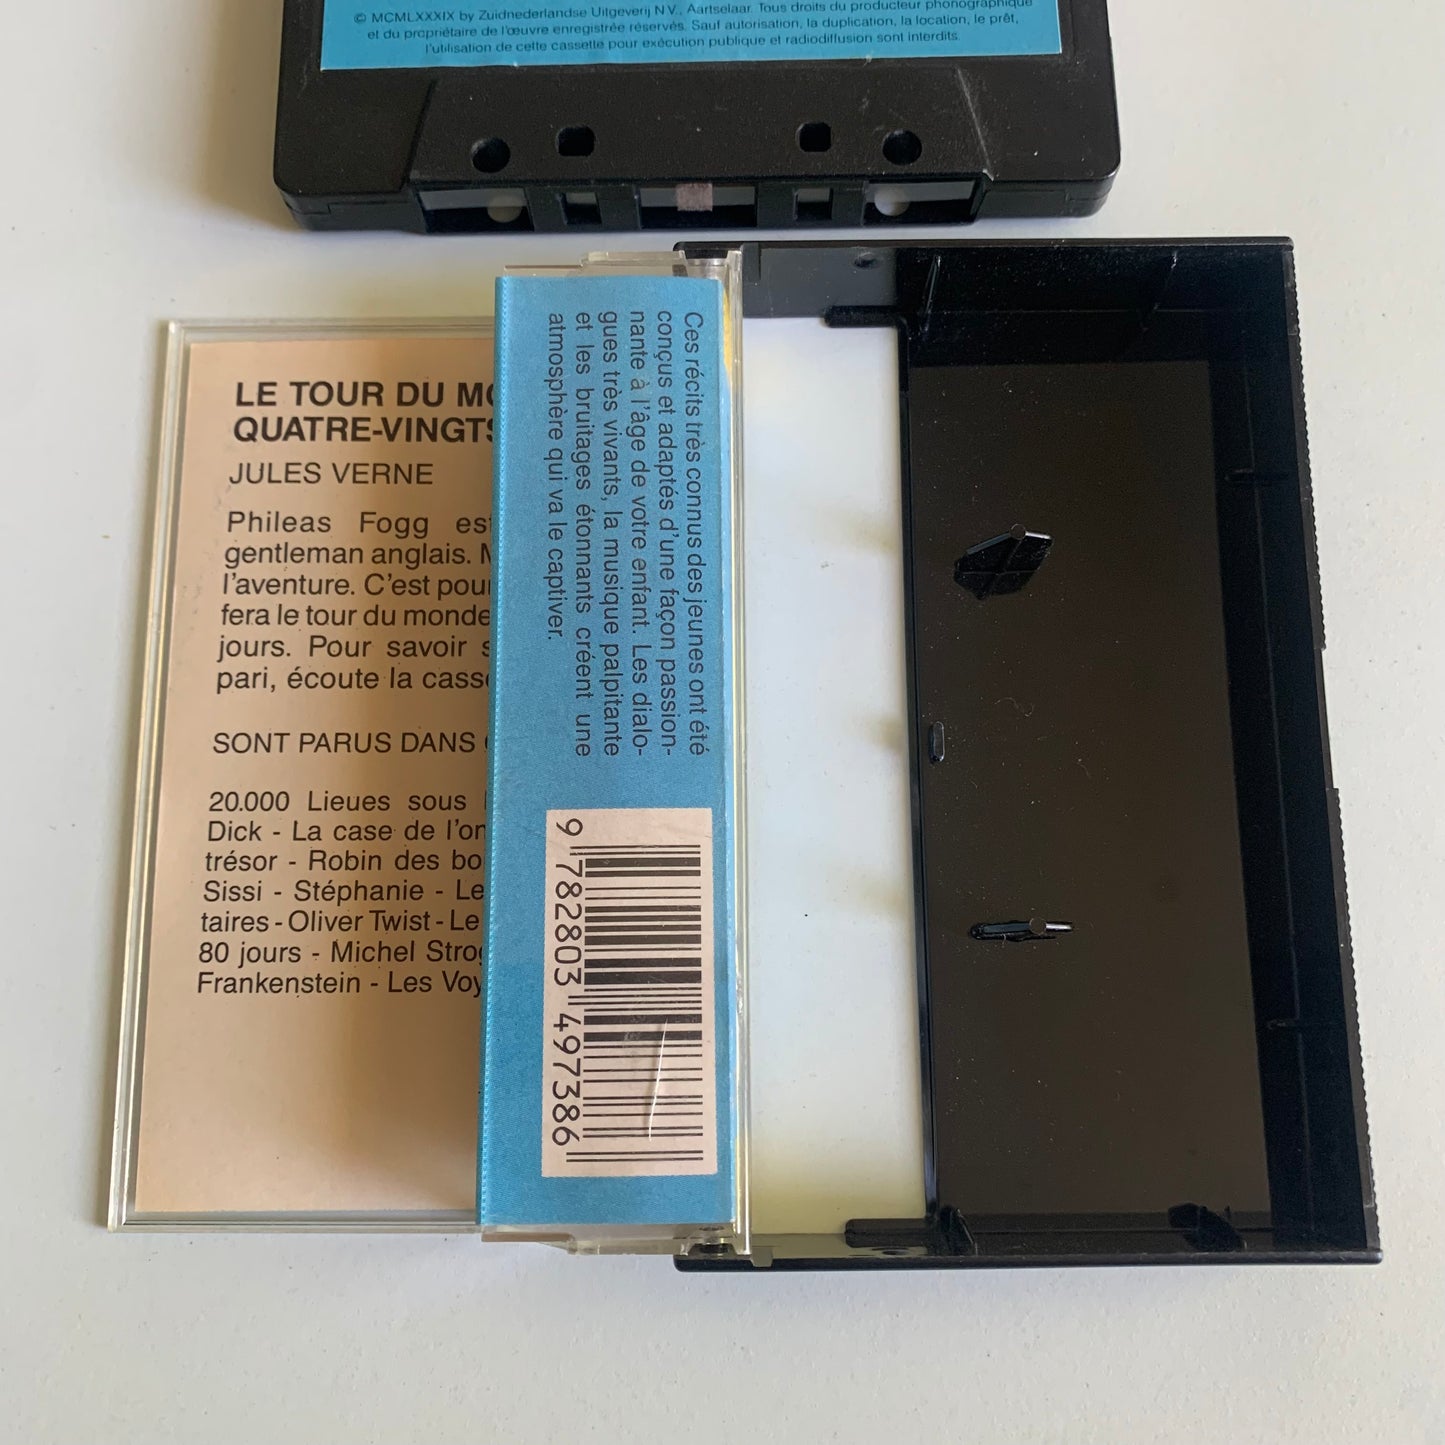 © MCMLXXXIX by Zuidnederlandse Uitgeverij N.V., Aartselaar. Tous droits du producteur phonographique
et du propriétaire de l'œuvre enregistrée réservés. Sauf autorisation, la duplication, la location, le prêt,
l'utilisation de cette cassette pour exécution publique et radiodiffusion sont interdits.
LE TOUR DU MO
QUATRE-VINGTS
JULES VERNE
Phileas Fogg est
gentleman anglais. M
l'aventure. C'est pour
fera le tour du monde
jours. Pour savoir s
pari, écoute la casse
SONT PARUS DANS
20.000 Lieues sous
Dick - La case de l'on
trésor - Robin des boi
Sissi - Stéphanie - Le
taires - Oliver Twist - Le
80 jours - Michel Strog
Frankenstein - Les Voy
Ces récits très connus des jeunes ont été
conçus et adaptés d'une façon passion-
nante à l'âge de votre enfant. Les dialo-
gues très vivants, la musique palpitante
et les bruitages étonnants créent une
atmosphère qui va le captiver.
9 782803 497386